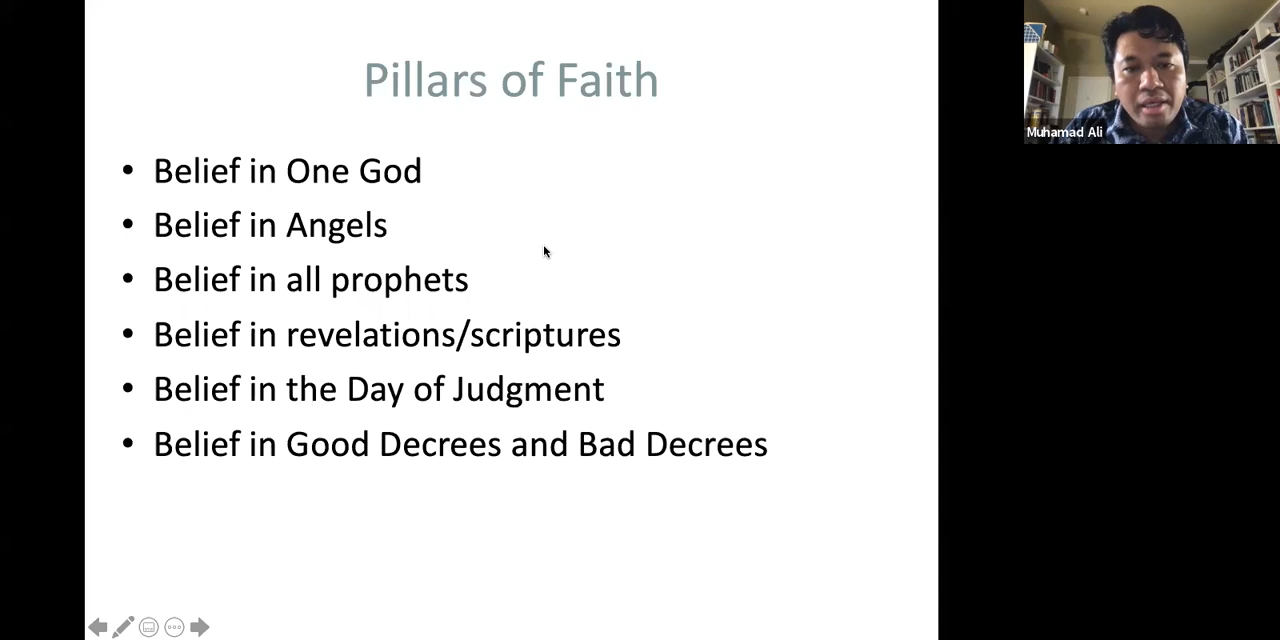 Pillars of Faith
• Belief in One God
• Belief in Angels
• Belief in all prophets
• Belief in revelations/scriptures
• Belief in the Day of Judgment
• Belief in Good Decrees and Bad Decrees
Muhamad Ali